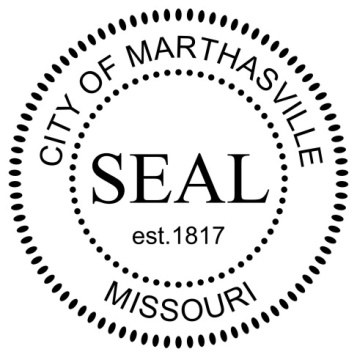 CITY OF MARTHASVILLE
SEAL
est.1817
MISSOURI